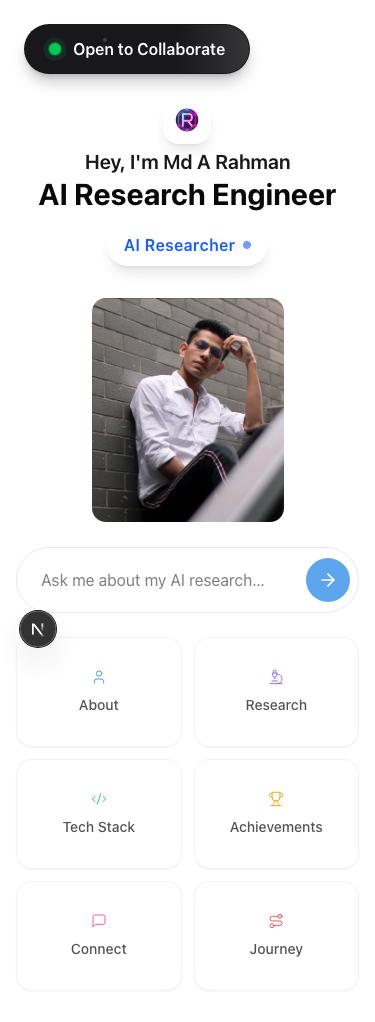 Open to Collaborate
R
Hey, I'm Md A Rahman
AI Research Engineer
AI Researcher
Ask me about my AI research...
N
About
Research
Tech Stack
Achievements
Connect
Journey